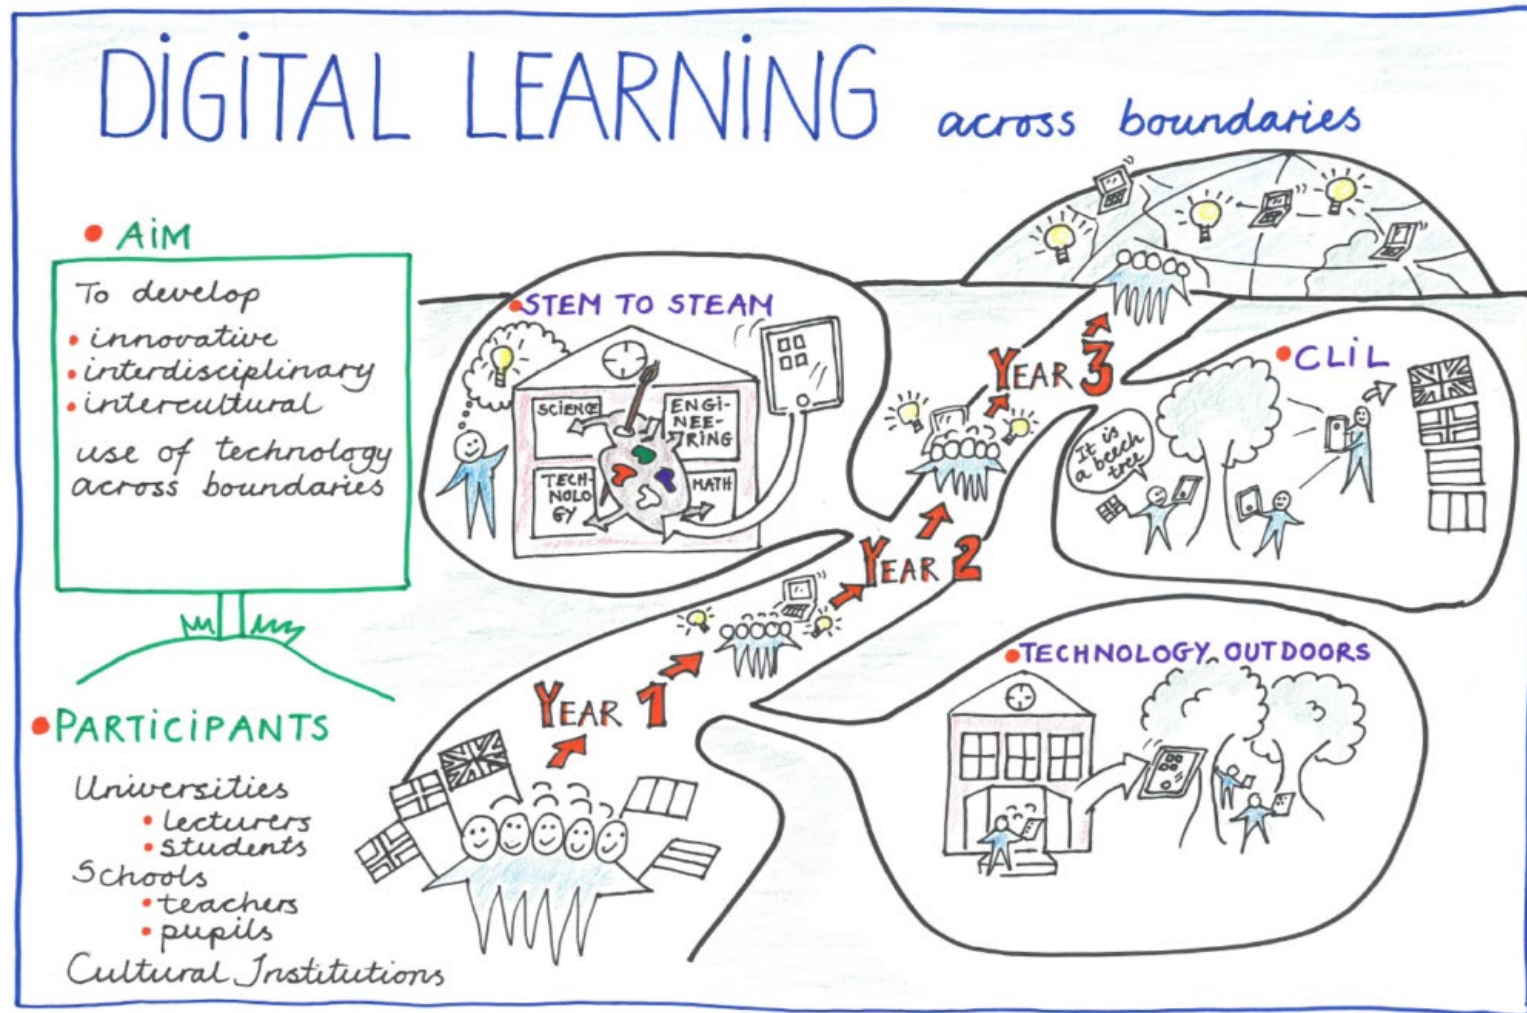 DiGiTAL LEARNiNG across boundaries
AiM
To develop
innovative
interdisciplinary
intercultural
use of technology
across boundaries
PARTiCiPANTS
Universities
lecturers
students
Schools
teachers
pupils
Cultural Institutions
YEAR 1
YEAR 2
YEAR 3
STEM TO STEAM
SCIENCE
ENGI-
NEE-
RING
TECH-
NOLO
GY
MATH
CLiL
It is
a beech
tree
TECHNOLOGY OUTDOORS